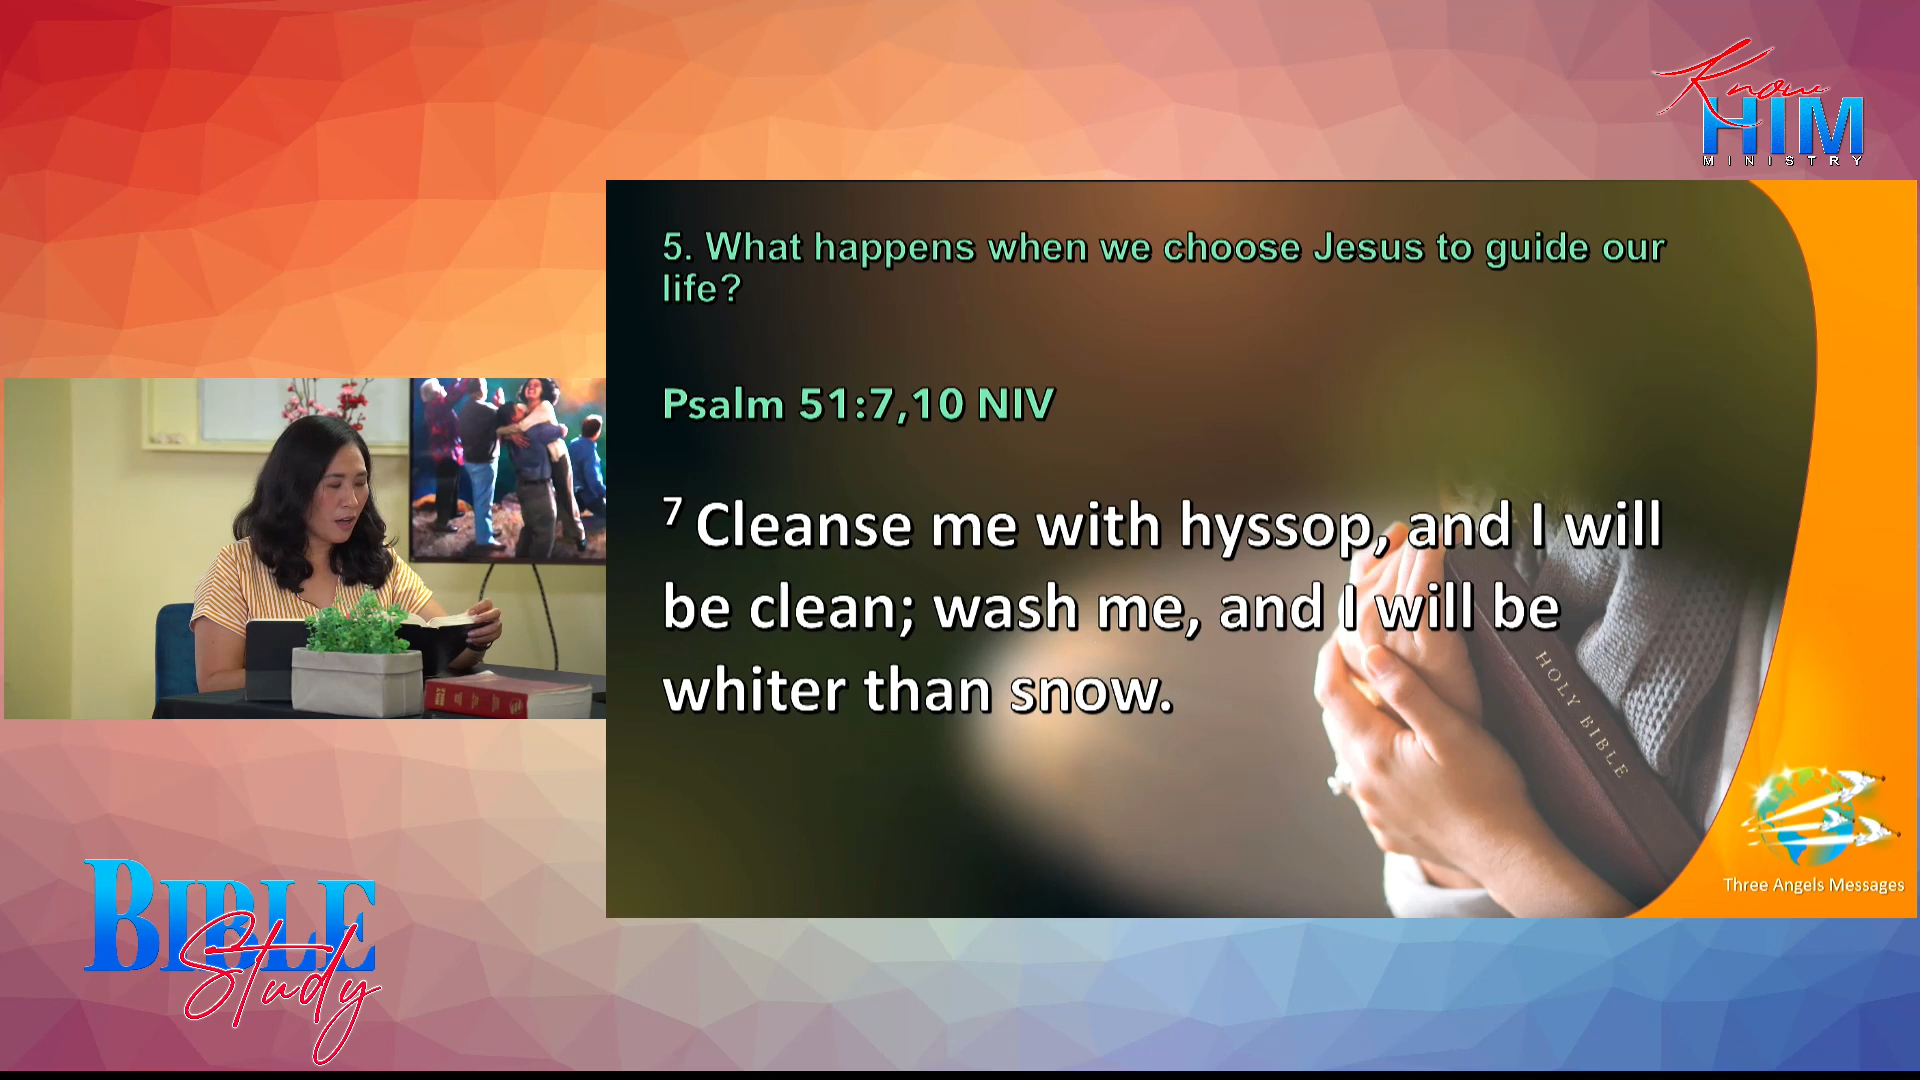 Know
HIM
MINISTRY
5. What happens when we choose Jesus to guide our
life?
Psalm 51:7,10 NIV
7 Cleanse me with hyssop, and I will
be clean; wash me, and I will be
whiter than snow.
HOLY BIBLE
Three Angels Messages
BIBLE
Study